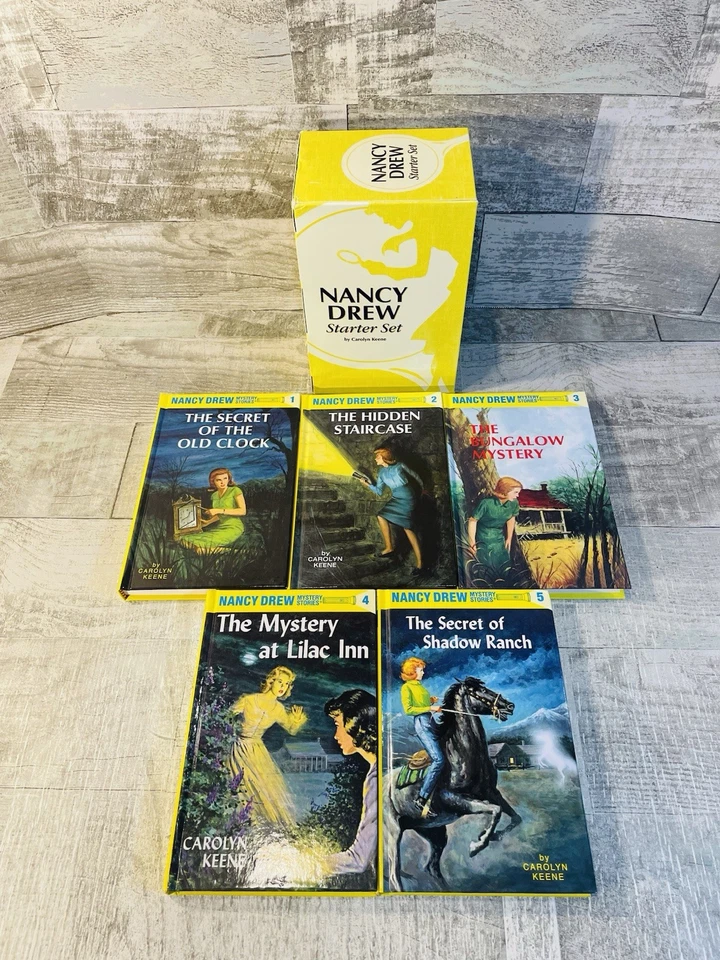 NANCY
DREW
Starter Set
NANCY
DREW
Starter Set
by Carolyn Keene
NANCY DREW MYSTERY STORIES 1
THE SECRET
OF THE
OLD CLOCK
by
CAROLYN
KEENE
NANCY DREW MYSTERY STORIES 2
THE HIDDEN
STAIRCASE
by
CAROLYN
KEENE
NANCY DREW MYSTERY STORIES 3
THE
BUNGALOW
MYSTERY
NANCY DREW MYSTERY STORIES 4
The Mystery
at Lilac Inn
CAROLYN
KEENE
NANCY DREW MYSTERY STORIES 5
The Secret of
Shadow Ranch
by
CAROLYN
KEENE